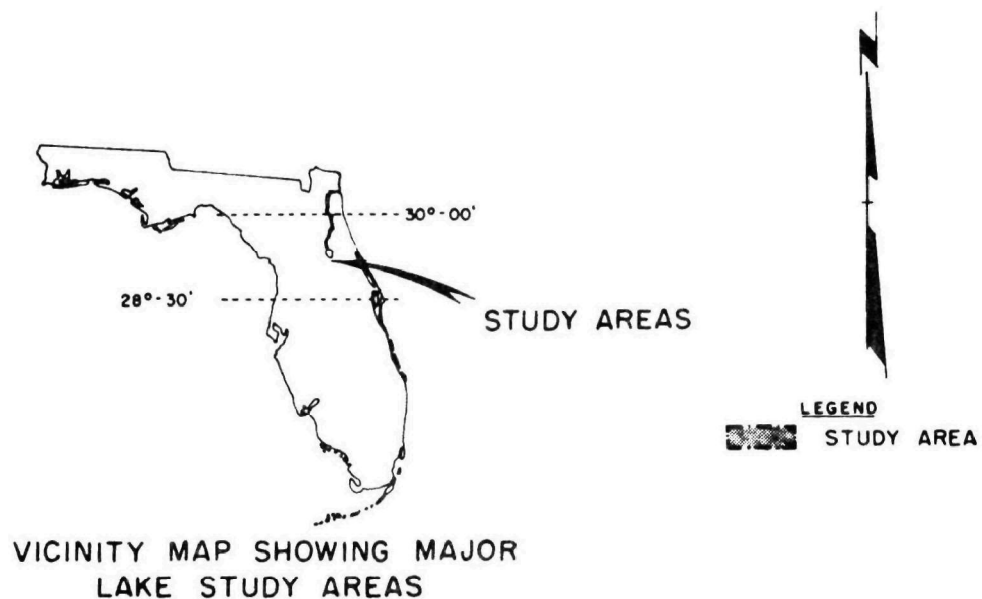 N
30°-00'
28°-30'
STUDY AREAS
LEGEND
STUDY AREA
VICINITY MAP SHOWING MAJOR
LAKE STUDY AREAS